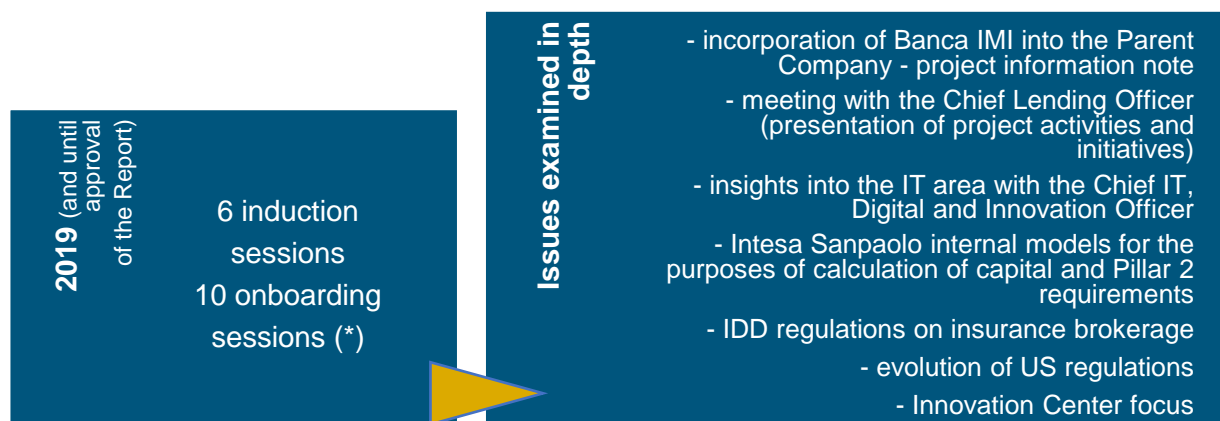 2019 (and until
approval
of the Report)
6 induction
sessions
10 onboarding
sessions (*)
Issues examined in
depth
- incorporation of Banca IMI into the Parent
Company - project information note
- meeting with the Chief Lending Officer
(presentation of project activities and
initiatives)
- insights into the IT area with the Chief IT,
Digital and Innovation Officer
- Intesa Sanpaolo internal models for the
purposes of calculation of capital and Pillar 2
requirements
- IDD regulations on insurance brokerage
- evolution of US regulations
- Innovation Center focus